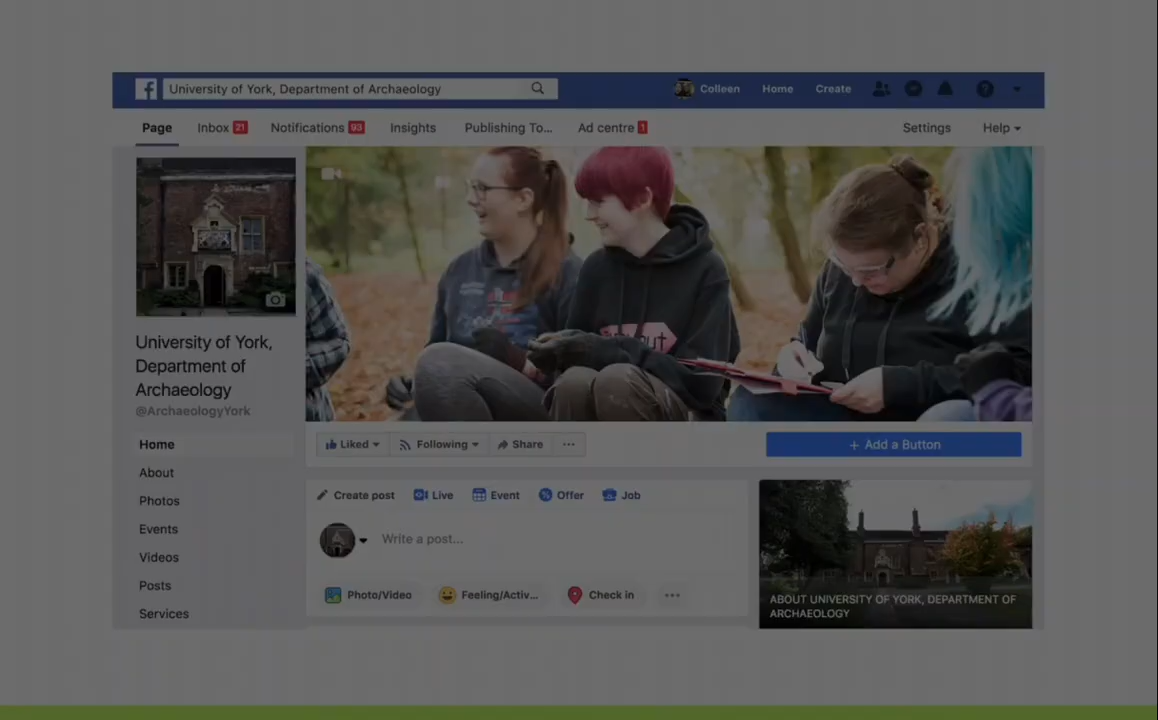 University of York, Department of Archaeology
Colleen Home Create
Page Inbox 21 Notifications 93 Insights Publishing To... Ad centre 1 Settings Help
University of York,
Department of
Archaeology
@ArchaeologyYork
Home
About
Photos
Events
Videos
Posts
Services
Liked Following Share ...
+ Add a Button
Create post Live Event Offer Job
Write a post...
Photo/Video Feeling/Activ... Check in ...
ABOUT UNIVERSITY OF YORK, DEPARTMENT OF
ARCHAEOLOGY